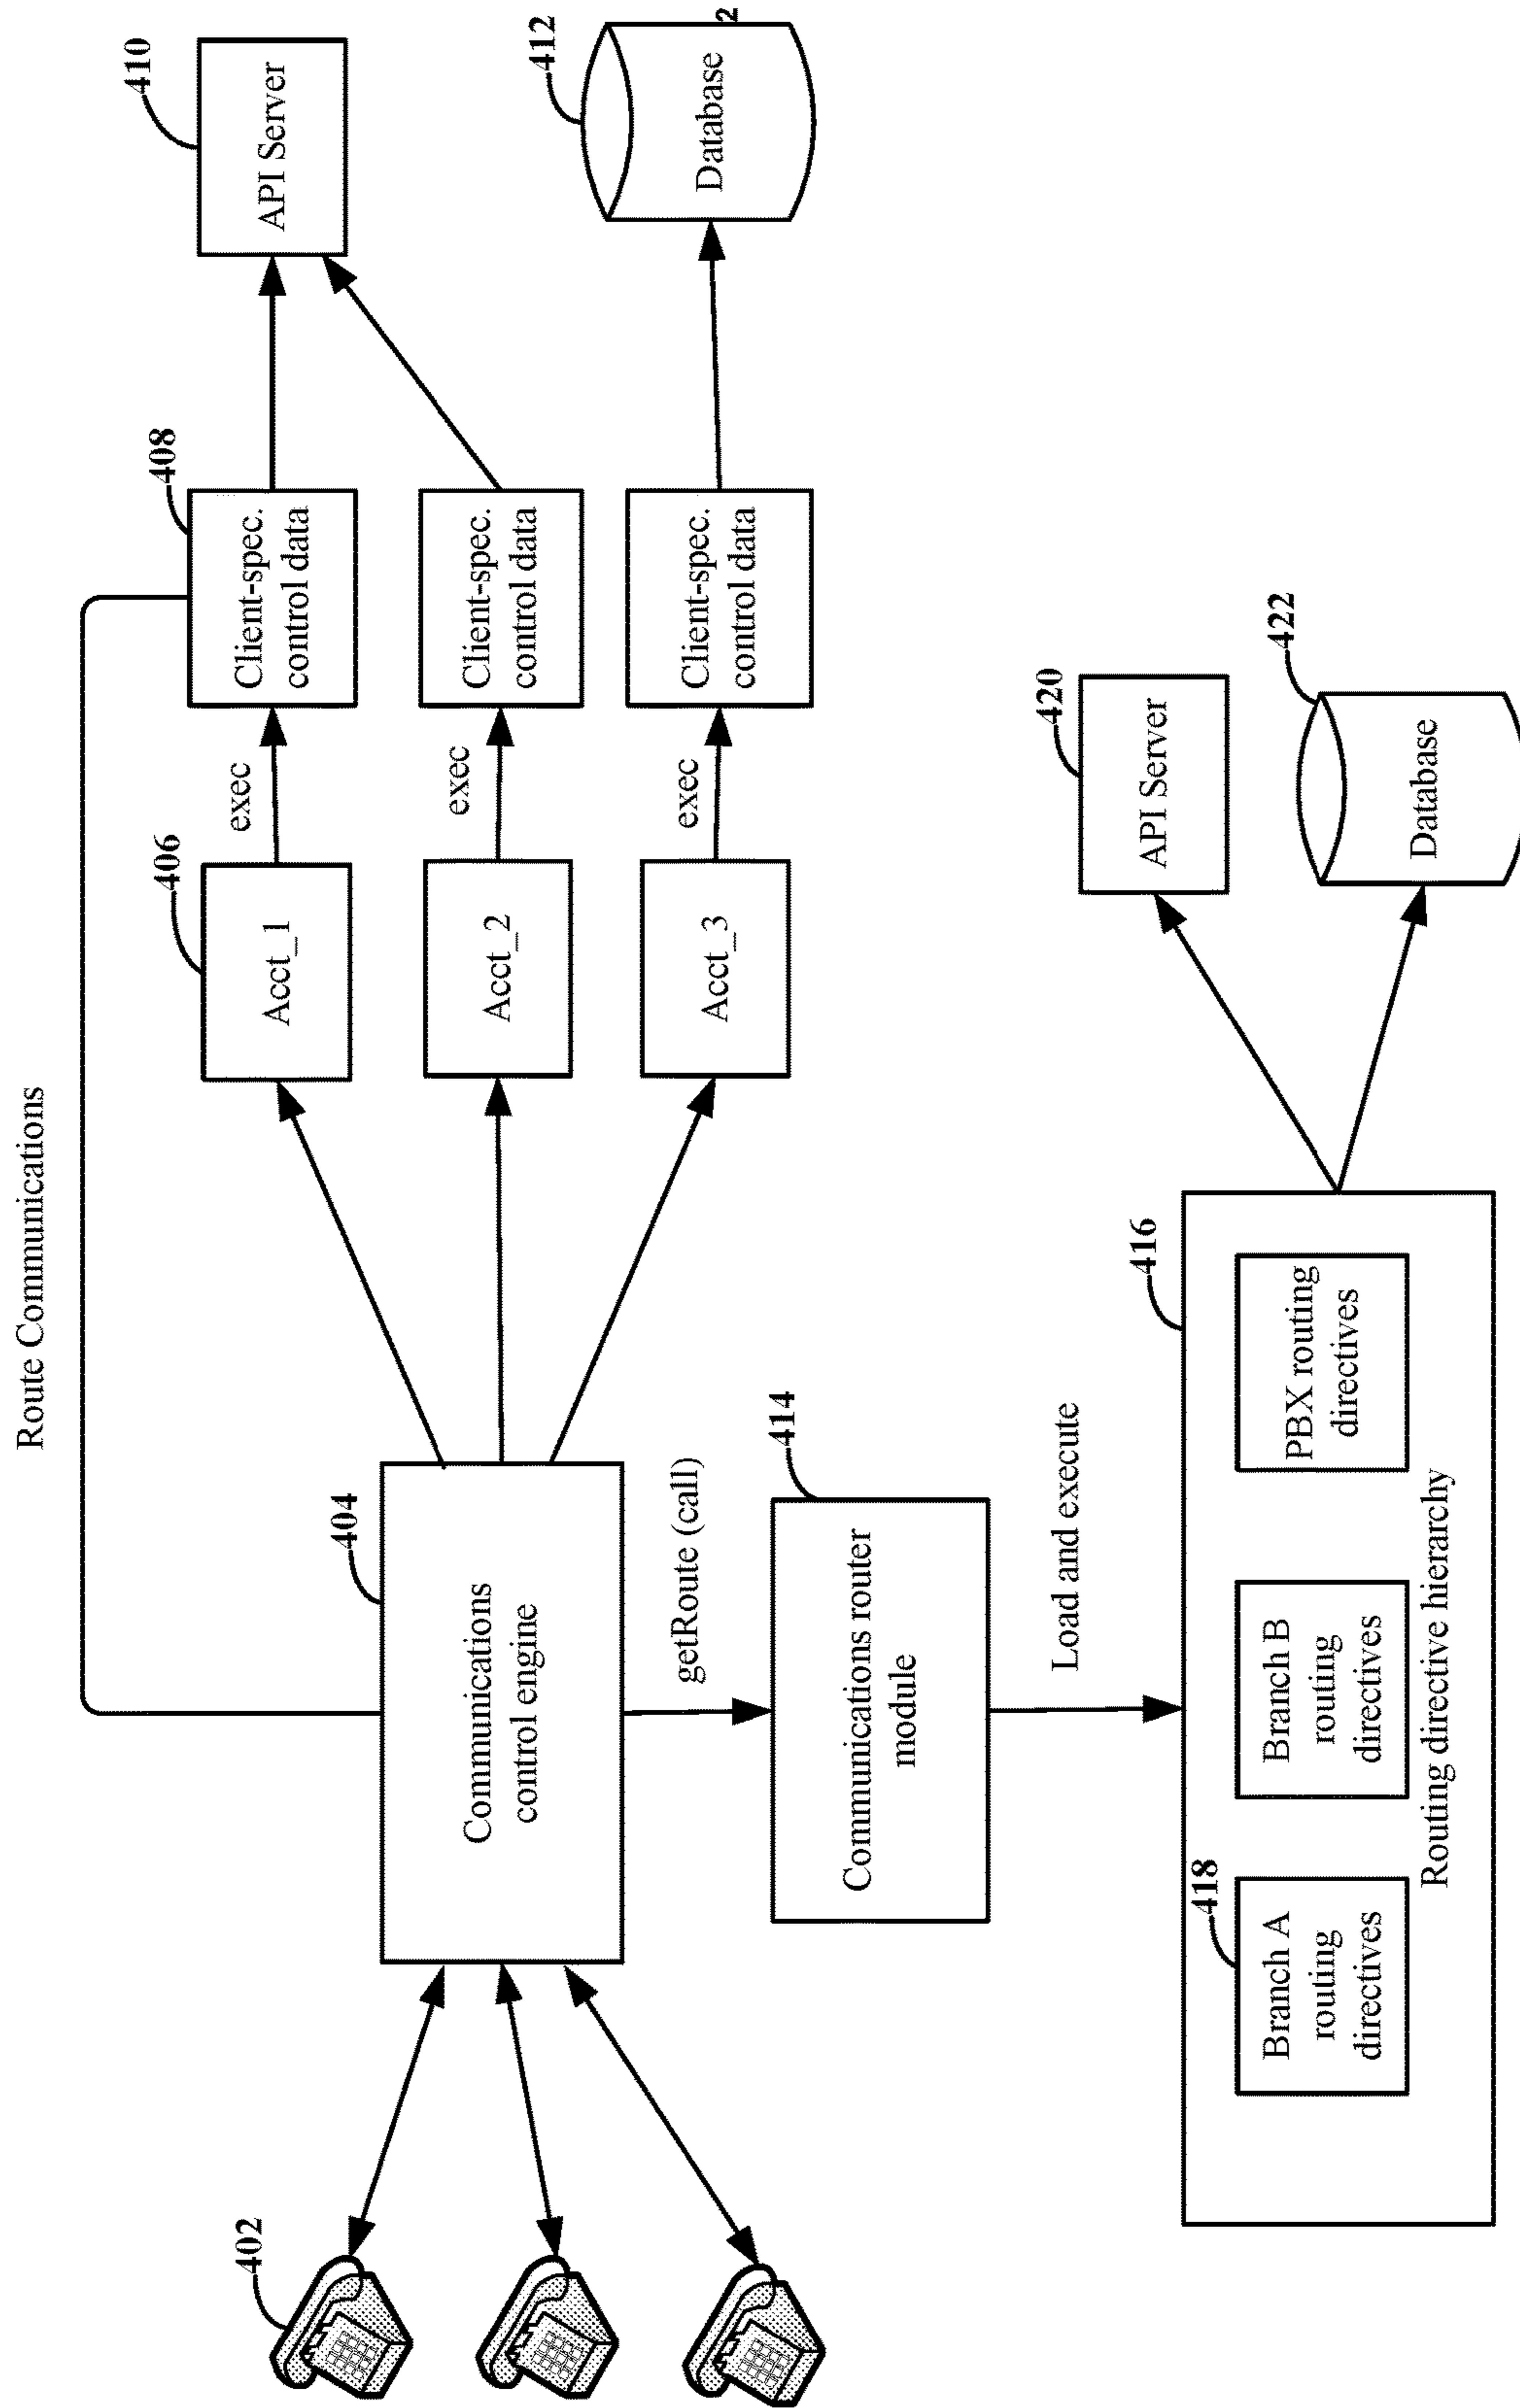 Route Communications
402
404
Communications
control engine
406
Acct_1
exec
408
Client-spec.
control data
410
API Server
Acct_2
exec
Client-spec.
control data
Acct_3
exec
Client-spec.
control data
412
Database
2
getRoute (call)
414
Communications router
module
Load and execute
416
418
Branch A
routing
directives
Branch B
routing
directives
PBX routing
directives
Routing directive hierarchy
420
API Server
422
Database